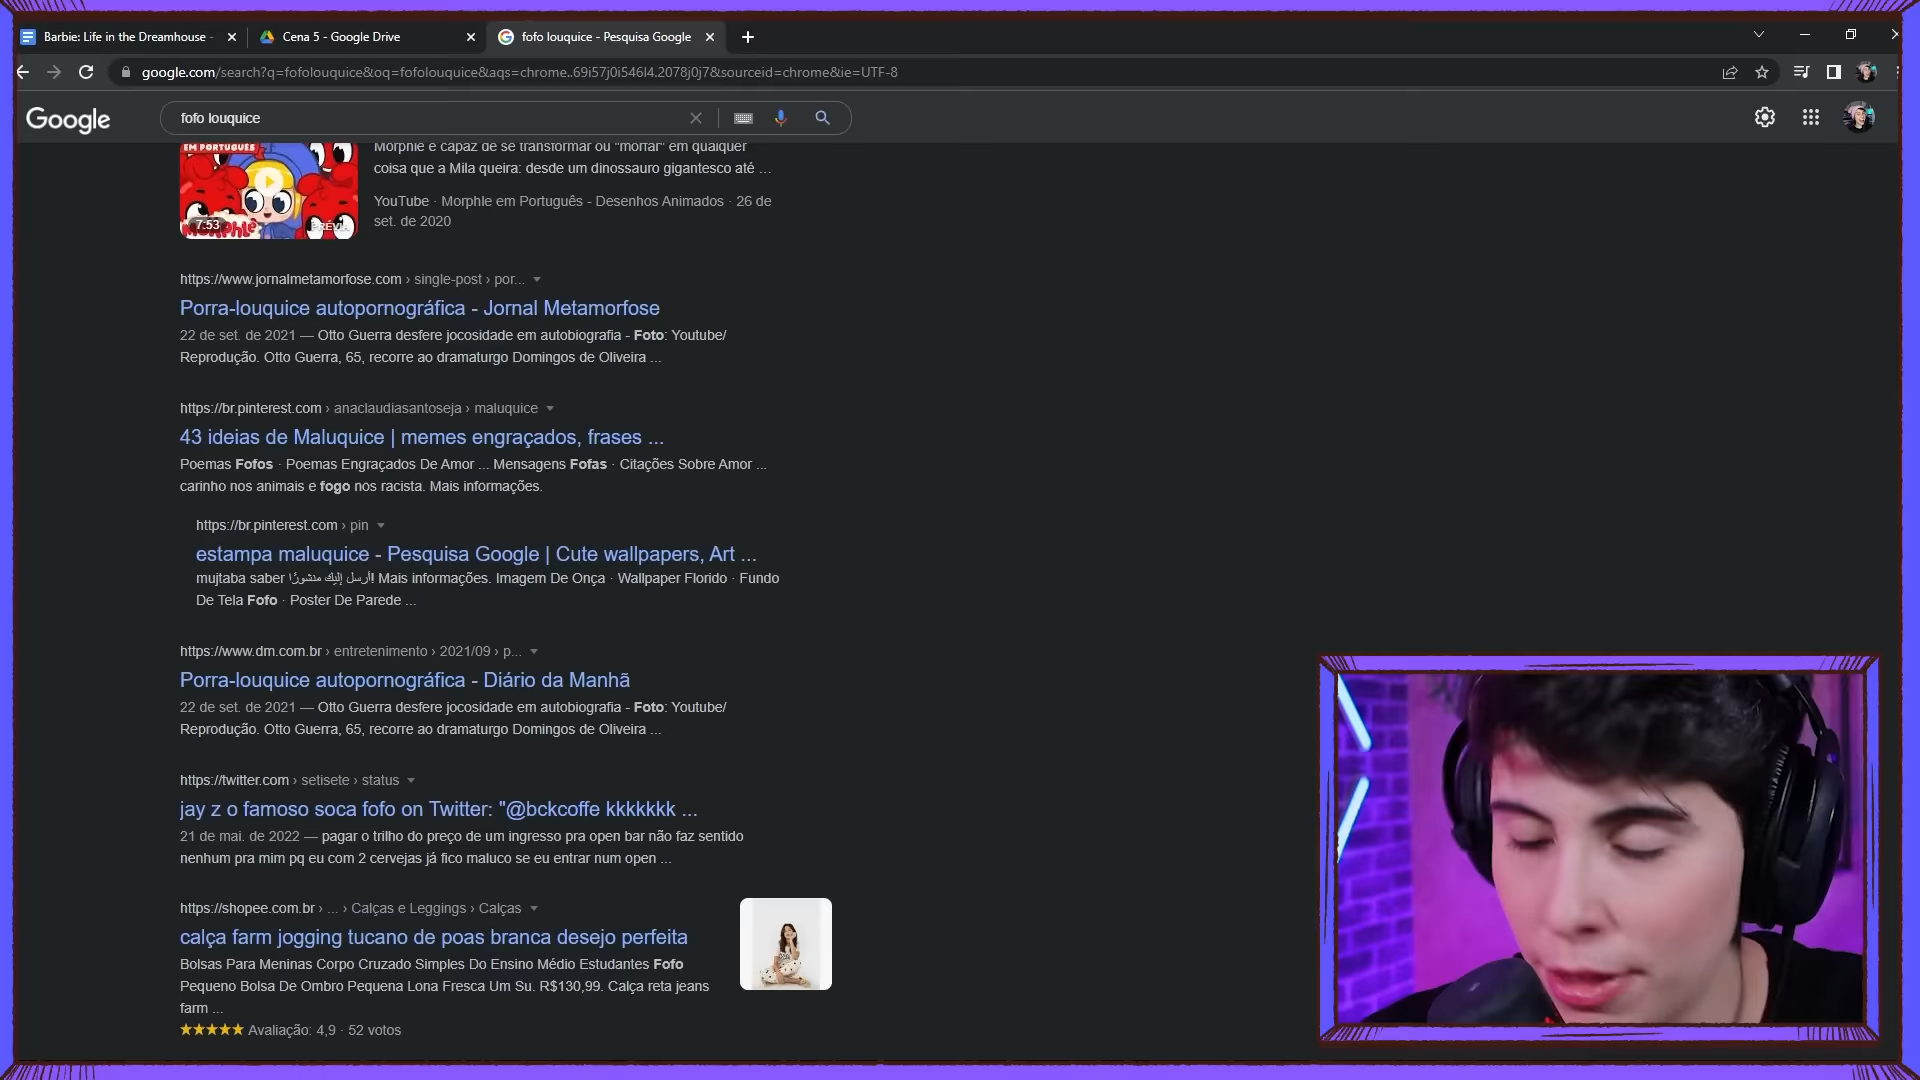 Barbie: Life in the Dreamhouse -
Cena 5 - Google Drive
fofo louquice - Pesquisa Google
google.com/search?q=fofolouquice&oq=fofolouquice&aqs=chrome..69i57j0i546l4.2078j0j7&sourceid=chrome&ie=UTF-8
Google
fofo louquice
EM PORTUGUÊS
7:53
PRÉVIA
MORPHLE
Morphle é capaz de se transformar ou "morfar" em qualquer
coisa que a Mila queira: desde um dinossauro gigantesco até ...
YouTube · Morphle em Português - Desenhos Animados · 26 de
set. de 2020
https://www.jornalmetamorfose.com › single-post › por...
Porra-louquice autopornográfica - Jornal Metamorfose
22 de set. de 2021 — Otto Guerra desfere jocosidade em autobiografia - Foto: Youtube/
Reprodução. Otto Guerra, 65, recorre ao dramaturgo Domingos de Oliveira ...
https://br.pinterest.com › anaclaudiasantoseja › maluquice
43 ideias de Maluquice | memes engraçados, frases ...
Poemas Fofos · Poemas Engraçados De Amor ... Mensagens Fofas · Citações Sobre Amor ...
carinho nos animais e fogo nos racista. Mais informações.
https://br.pinterest.com › pin
estampa maluquice - Pesquisa Google | Cute wallpapers, Art ...
mujtaba saber أرسل إليك منشورًا! Mais informações. Imagem De Onça · Wallpaper Florido · Fundo
De Tela Fofo · Poster De Parede ...
https://www.dm.com.br › entretenimento › 2021/09 › p...
Porra-louquice autopornográfica - Diário da Manhã
22 de set. de 2021 — Otto Guerra desfere jocosidade em autobiografia - Foto: Youtube/
Reprodução. Otto Guerra, 65, recorre ao dramaturgo Domingos de Oliveira ...
https://twitter.com › setisete › status
jay z o famoso soca fofo on Twitter: "@bckcoffe kkkkkkk ...
21 de mai. de 2022 — pagar o trilho do preço de um ingresso pra open bar não faz sentido
nenhum pra mim pq eu com 2 cervejas já fico maluco se eu entrar num open ...
https://shopee.com.br › ... › Calças e Leggings › Calças
calça farm jogging tucano de poas branca desejo perfeita
Bolsas Para Meninas Corpo Cruzado Simples Do Ensino Médio Estudantes Fofo
Pequeno Bolsa De Ombro Pequena Lona Fresca Um Su. R$130,99. Calça reta jeans
farm ...
★★★★★ Avaliação: 4,9 · 52 votos